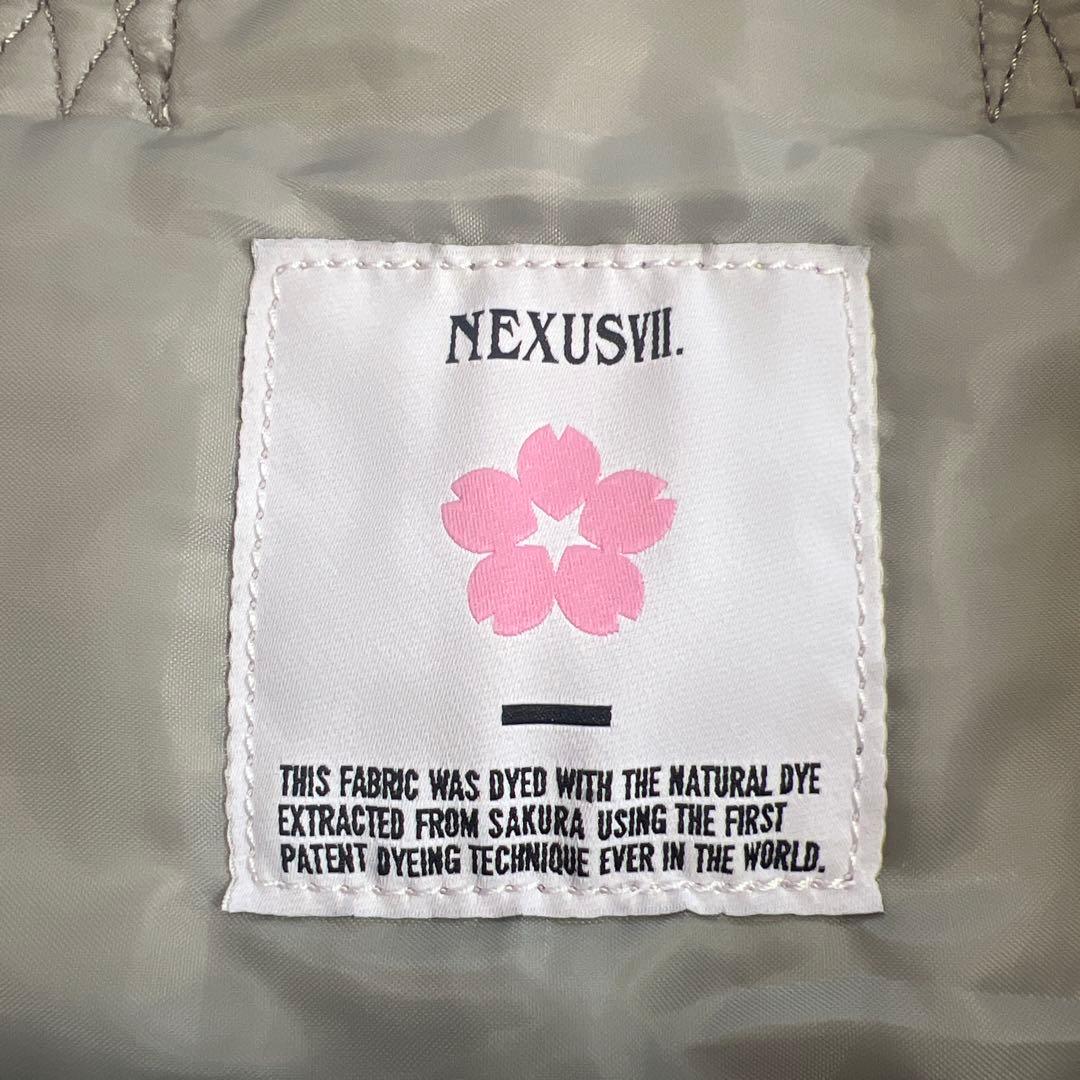 NEXUSVII.
THIS FABRIC WAS DYED WITH THE NATURAL DYE
EXTRACTED FROM SAKURA USING THE FIRST
PATENT DYEING TECHNIQUE EVER IN THE WORLD.